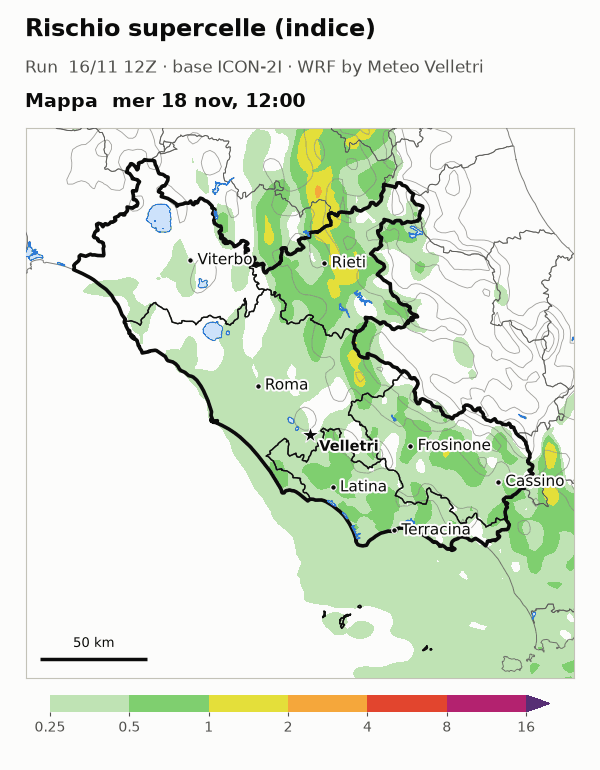 Rischio supercelle (indice)
Run  16/11 12Z · base ICON-2I · WRF by Meteo Velletri
Mappa  mer 18 nov, 12:00
Viterbo
Rieti
Roma
Velletri
Frosinone
Latina
Cassino
Terracina
50 km
0.25 0.5 1 2 4 8 16